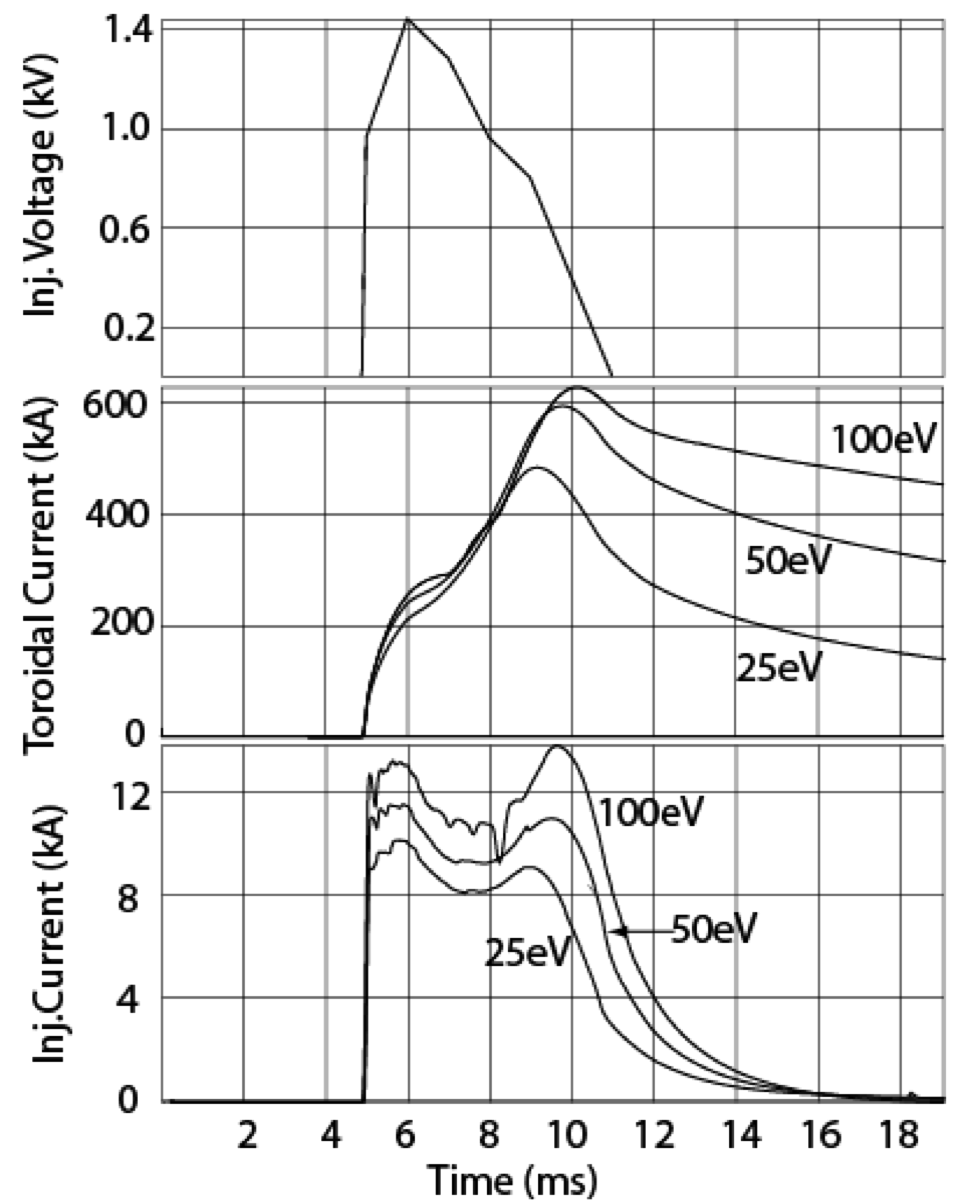 Inj. Voltage (kV)
1.4
1.0
0.6
0.2
Toroidal Current (kA)
600
400
200
0
100eV
50eV
25eV
Inj.Current (kA)
12
8
4
0
100eV
50eV
25eV
2 4 6 8 10 12 14 16 18
Time (ms)